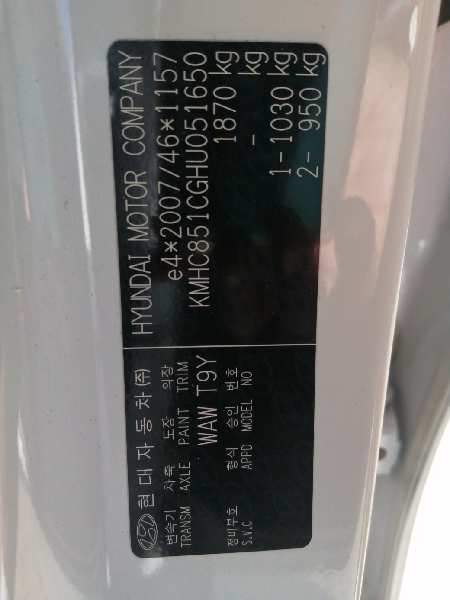 현대자동차(주) HYUNDAI MOTOR COMPANY
변속기 차축 도장 의장 e4*2007/46*1157
TRANSM AXLE PAINT TRIM KMHC851CGHU051650
WAW T9Y 1870 kg
- kg
정비부호 형식 승인 번호 1-1030 kg
S.V.C APPD MODEL NO 2- 950 kg